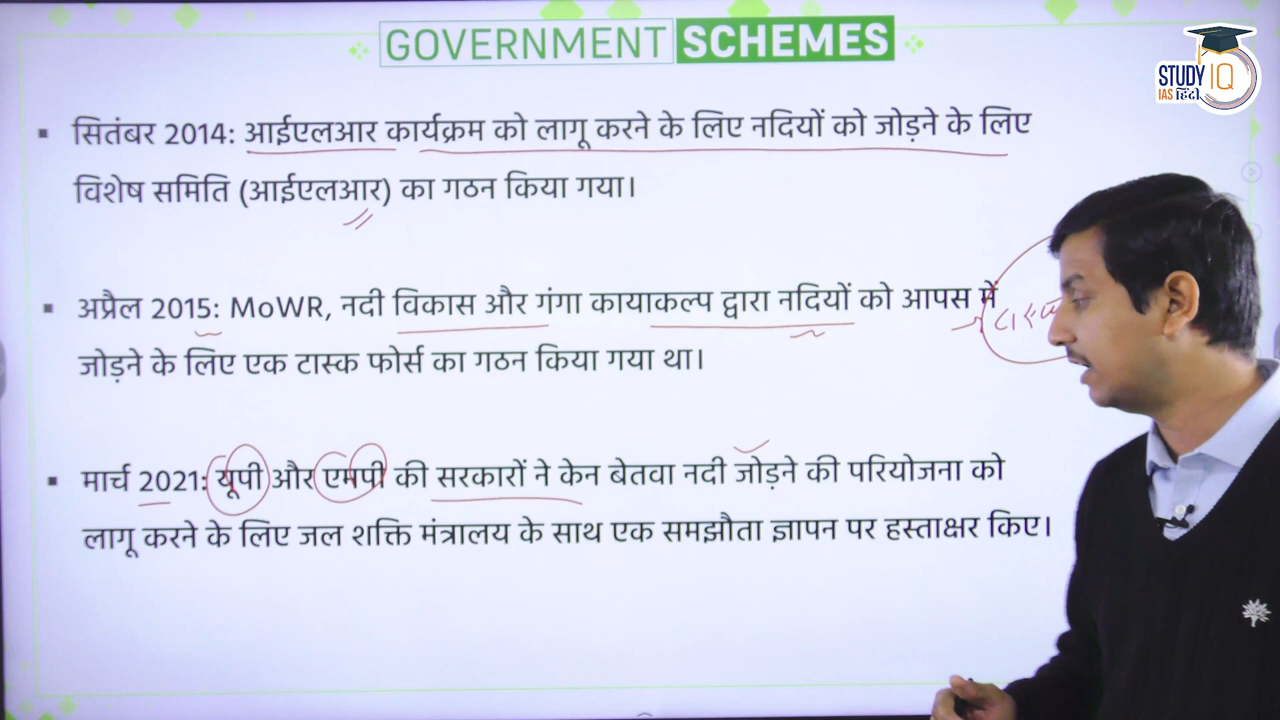 GOVERNMENT SCHEMES
STUDY IQ
IAS हिंदी
▪ सितंबर 2014: आईएलआर कार्यक्रम को लागू करने के लिए नदियों को जोड़ने के लिए
विशेष समिति (आईएलआर) का गठन किया गया।
▪ अप्रैल 2015: MoWR, नदी विकास और गंगा कायाकल्प द्वारा नदियों को आपस में
जोड़ने के लिए एक टास्क फोर्स का गठन किया गया था।
▪ मार्च 2021: यूपी और एमपी की सरकारों ने केन बेतवा नदी जोड़ने की परियोजना को
लागू करने के लिए जल शक्ति मंत्रालय के साथ एक समझौता ज्ञापन पर हस्ताक्षर किए।